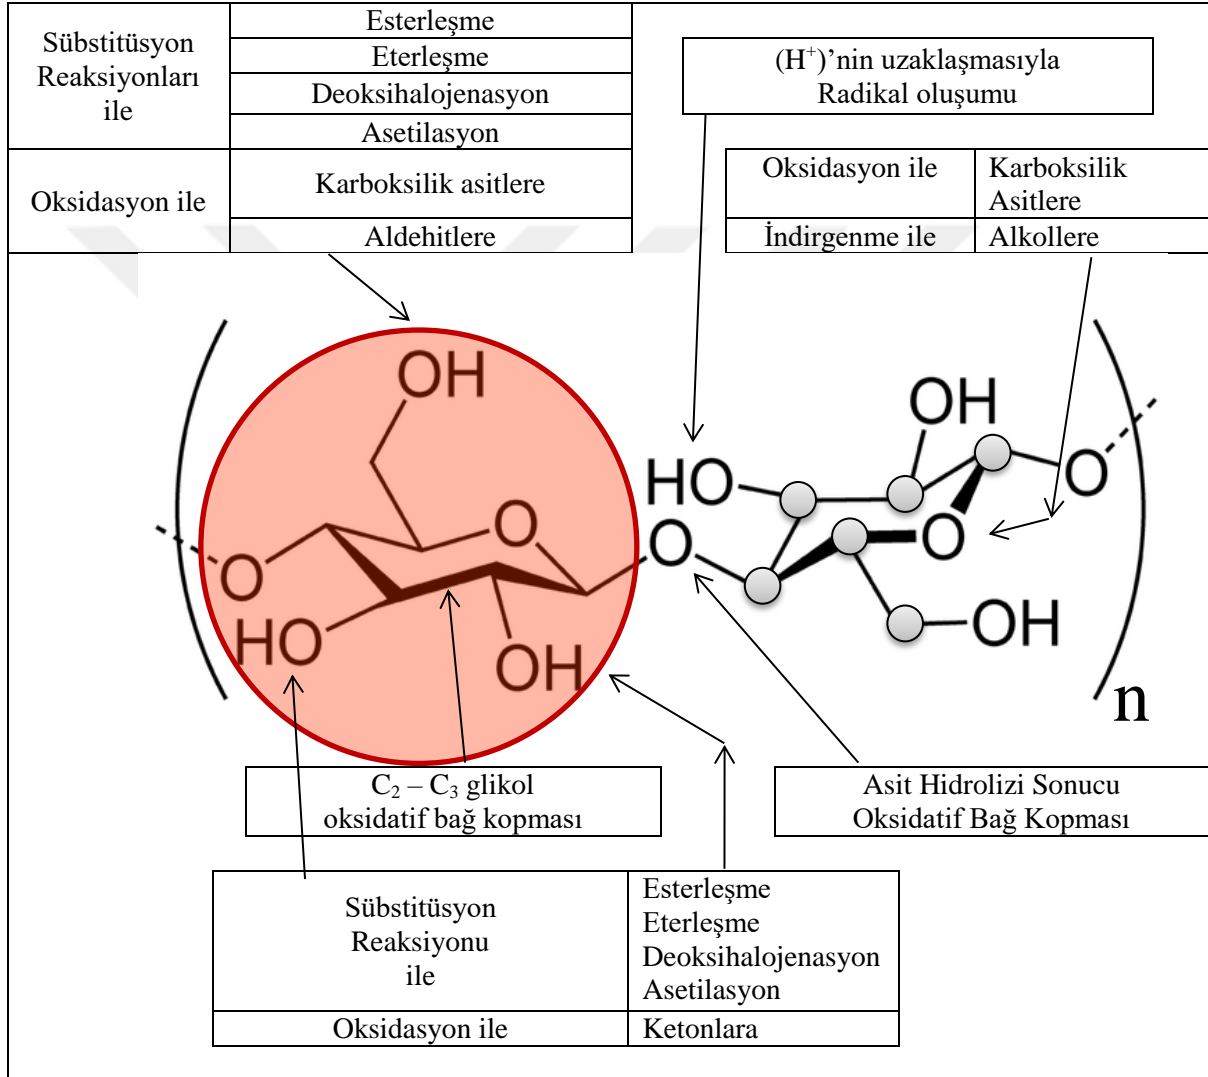 Sübstitüsyon
Reaksiyonları
ile
Esterleşme
Eterleşme
Deoksihalojenasyon
Asetilasyon
Oksidasyon ile
Karboksilik asitlere
Aldehitlere
(H⁺)’nin uzaklaşmasıyla
Radikal oluşumu
Oksidasyon ile
Karboksilik
Asitlere
İndirgenme ile
Alkollere
OH
O
O
HO
OH
O
HO
OH
O
O
OH
n
C₂ – C₃ glikol
oksidatif bağ kopması
Asit Hidrolizi Sonucu
Oksidatif Bağ Kopması
Sübstitüsyon
Reaksiyonu
ile
Esterleşme
Eterleşme
Deoksihalojenasyon
Asetilasyon
Oksidasyon ile
Ketonlara